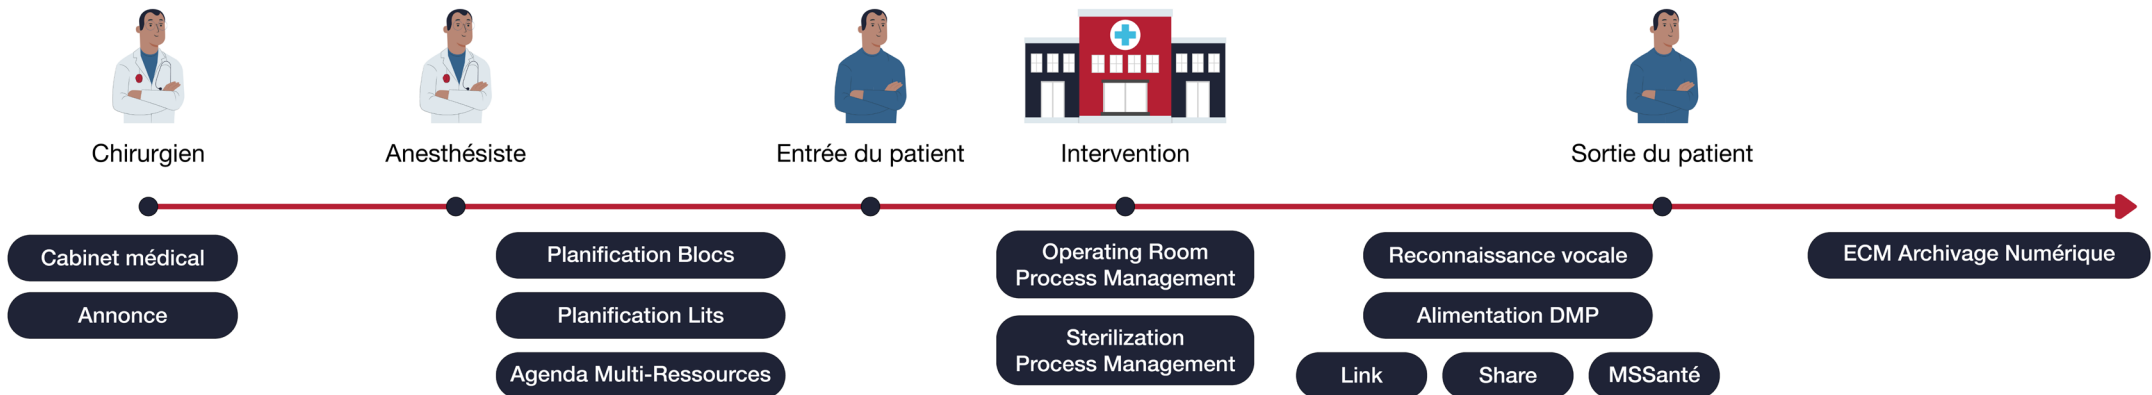 Chirurgien
Anesthésiste
Entrée du patient
Intervention
Sortie du patient
Cabinet médical
Annonce
Planification Blocs
Planification Lits
Agenda Multi-Ressources
Operating Room
Process Management
Sterilization
Process Management
Reconnaissance vocale
Alimentation DMP
Link
Share
MSSanté
ECM Archivage Numérique